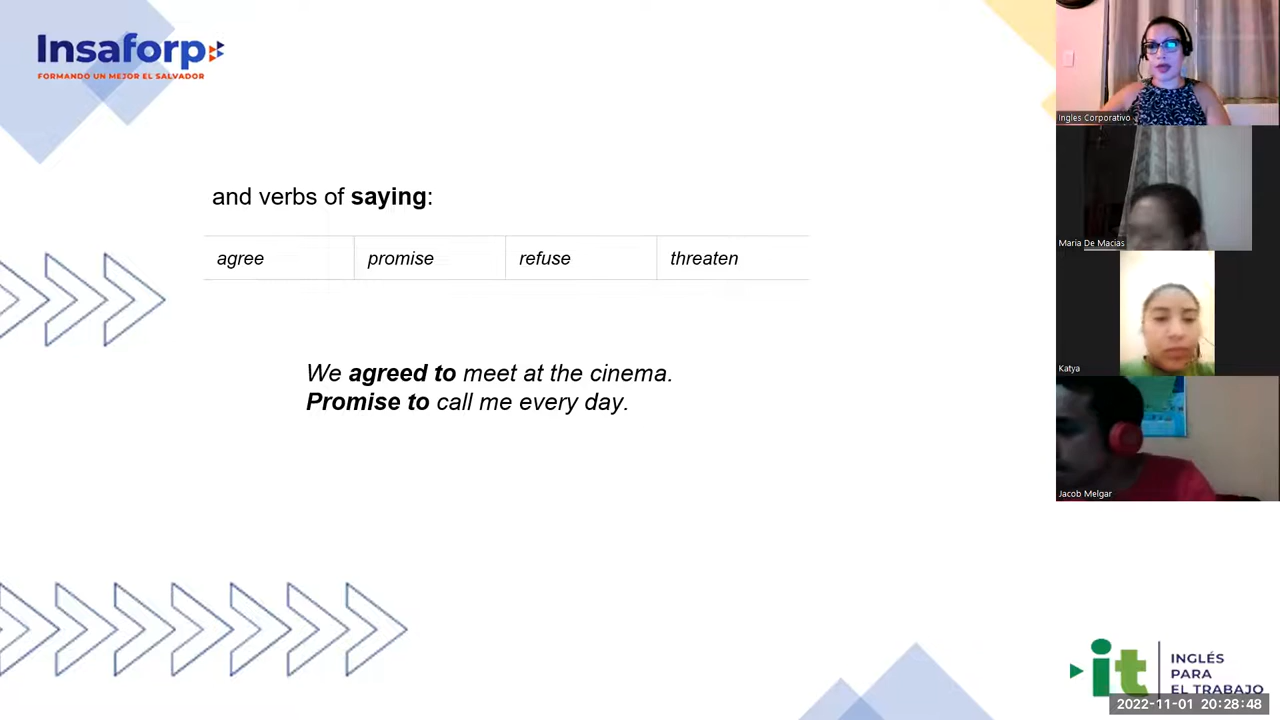 Insaforp
FORMANDO UN MEJOR EL SALVADOR
and verbs of saying:
agree promise refuse threaten
We agreed to meet at the cinema.
Promise to call me every day.
Ingles Corporativo
Maria De Macias
Katya
Jacob Melgar
it
INGLÉS
PARA
EL TRABAJO
2022-11-01 20:28:48